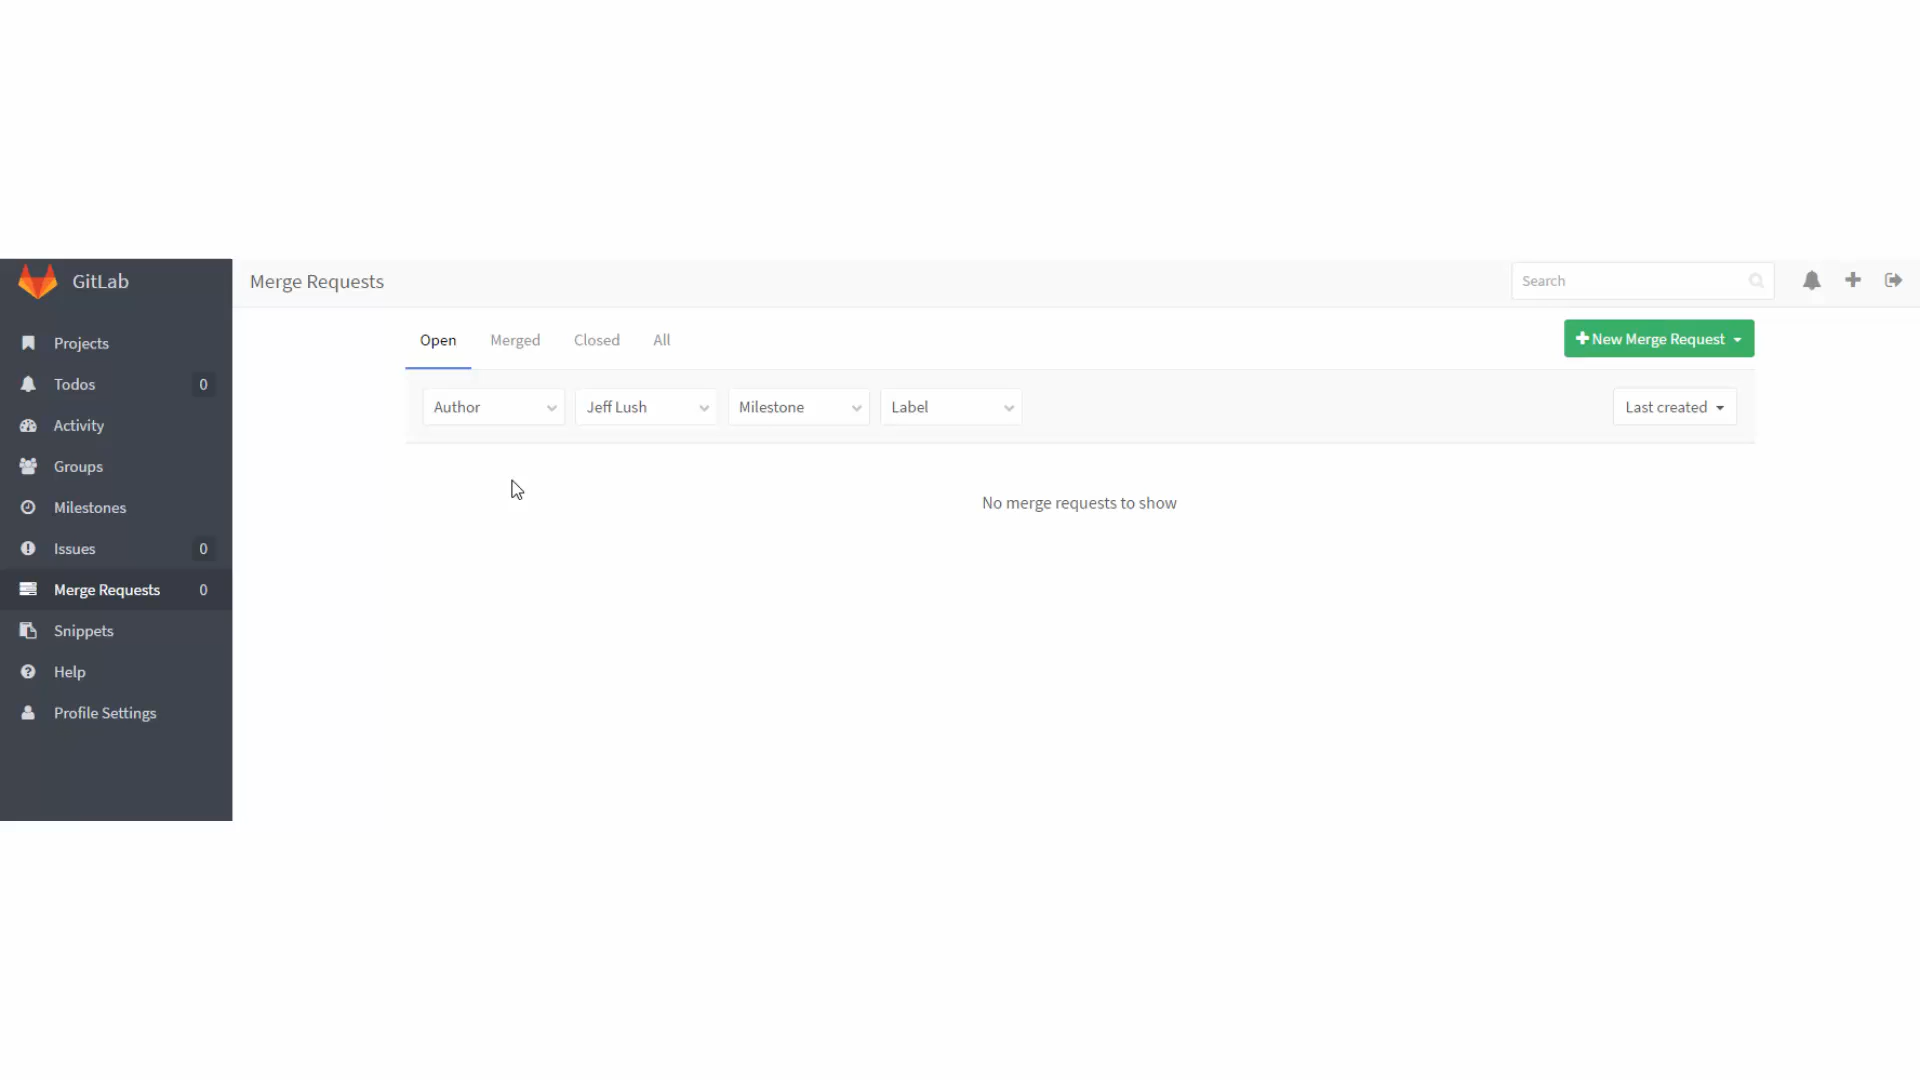 GitLab
Merge Requests
Search
Projects
Todos 0
Activity
Groups
Milestones
Issues 0
Merge Requests 0
Snippets
Help
Profile Settings
Open Merged Closed All
New Merge Request
Author Jeff Lush Milestone Label Last created
No merge requests to show